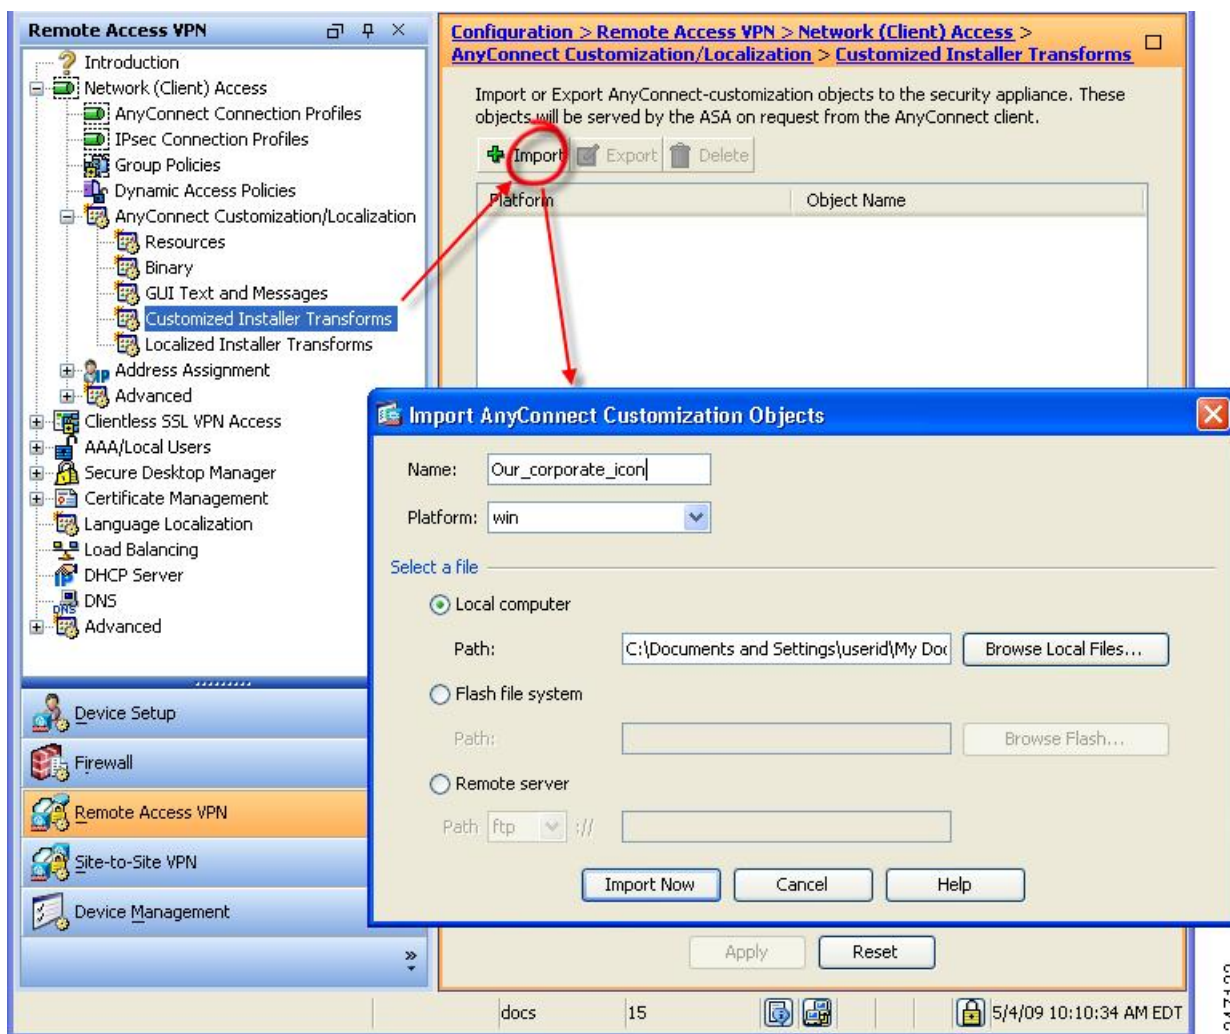 Remote Access VPN
Introduction
Network (Client) Access
AnyConnect Connection Profiles
IPsec Connection Profiles
Group Policies
Dynamic Access Policies
AnyConnect Customization/Localization
Resources
Binary
GUI Text and Messages
Customized Installer Transforms
Localized Installer Transforms
Address Assignment
Advanced
Clientless SSL VPN Access
AAA/Local Users
Secure Desktop Manager
Certificate Management
Language Localization
Load Balancing
DHCP Server
DNS
Advanced
Device Setup
Firewall
Remote Access VPN
Site-to-Site VPN
Device Management
Configuration > Remote Access VPN > Network (Client) Access >
AnyConnect Customization/Localization > Customized Installer Transforms
Import or Export AnyConnect-customization objects to the security appliance. These
objects will be served by the ASA on request from the AnyConnect client.
Import Export Delete
Platform Object Name
Import AnyConnect Customization Objects
Name: Our_corporate_icon
Platform: win
Select a file
Local computer
Path: C:\Documents and Settings\userid\My Doc Browse Local Files...
Flash file system
Path: Browse Flash...
Remote server
Path ftp ://
Import Now Cancel Help
Apply Reset
docs 15 5/4/09 10:10:34 AM EDT